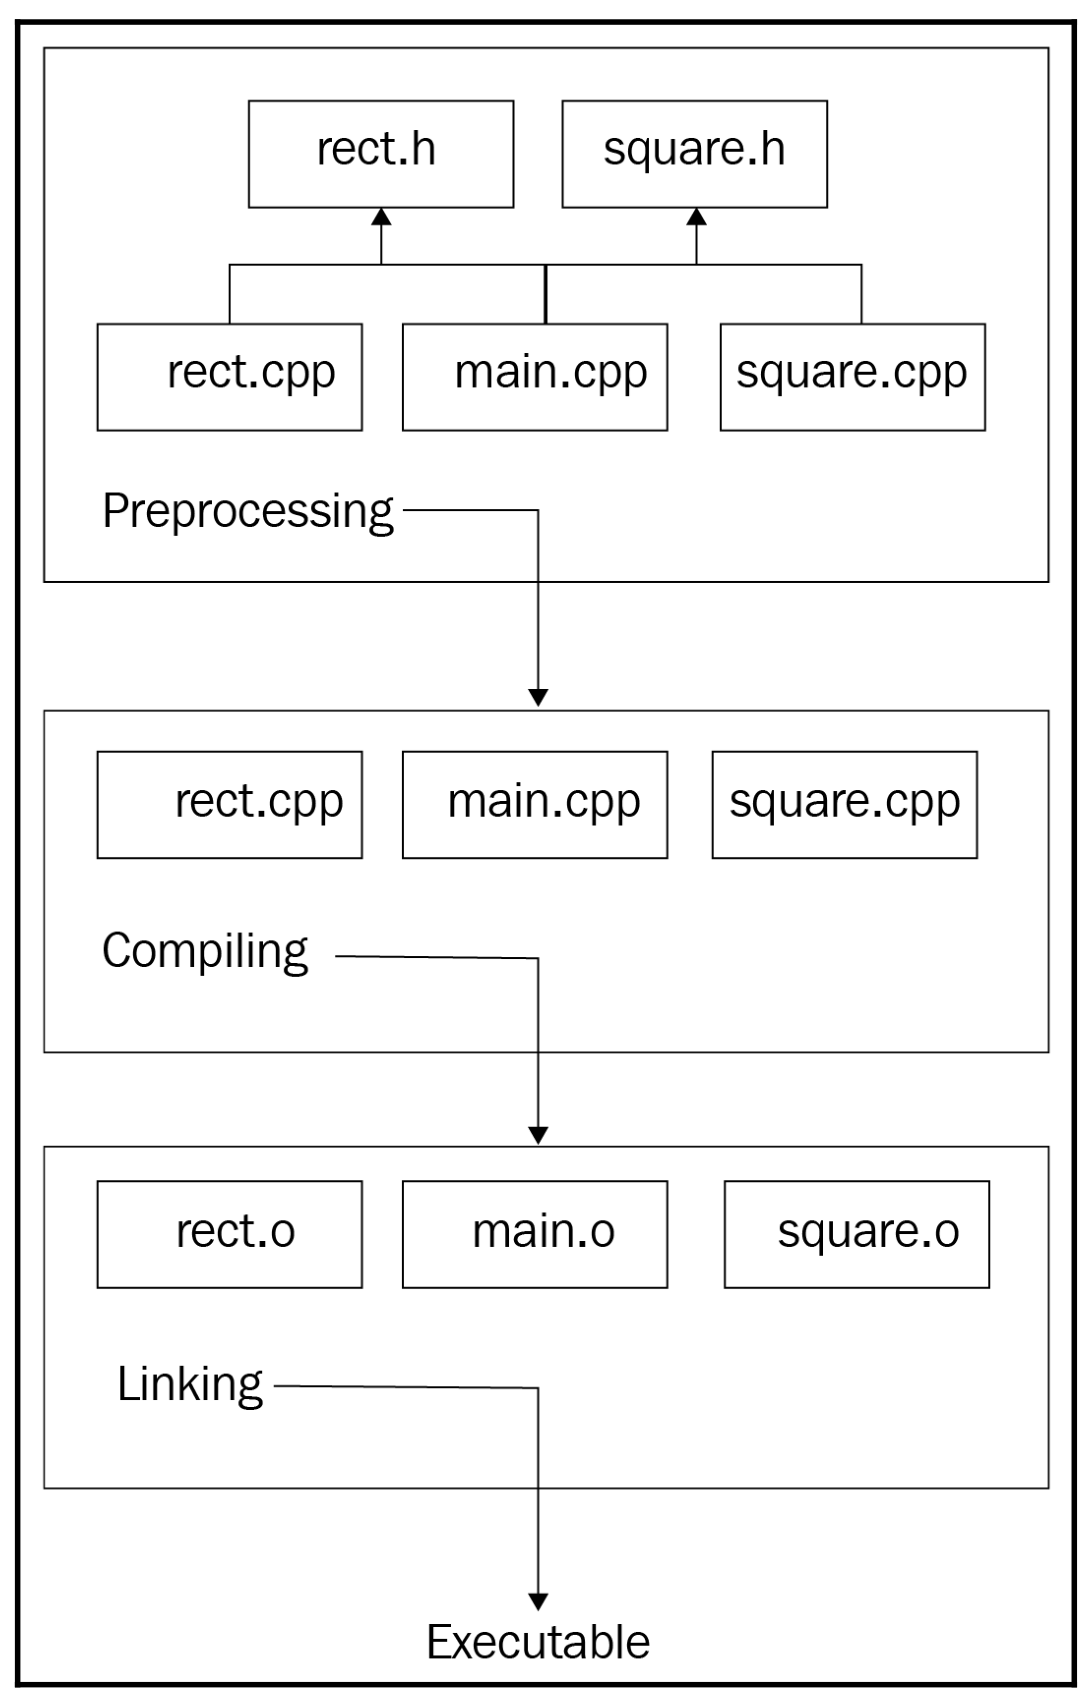 rect.h square.h
rect.cpp main.cpp square.cpp
Preprocessing
rect.cpp main.cpp square.cpp
Compiling
rect.o main.o square.o
Linking
Executable